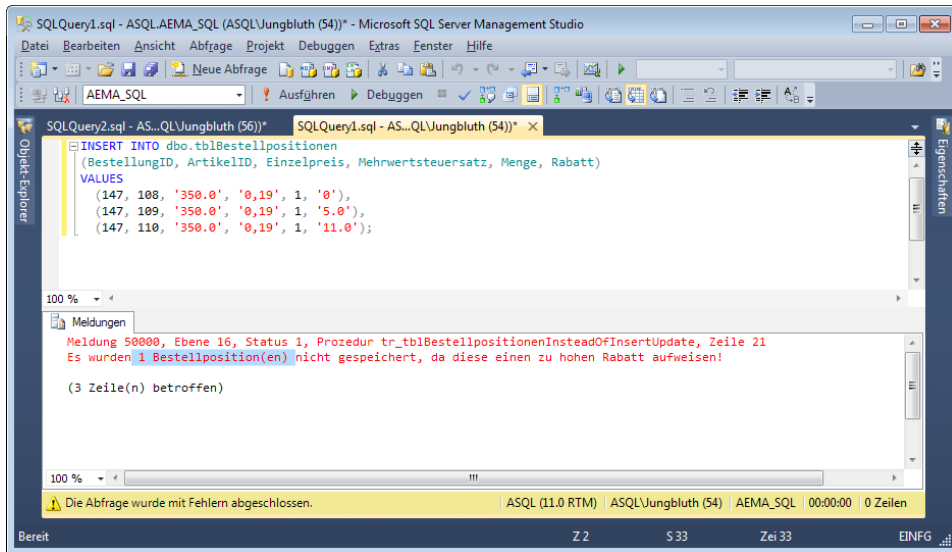 SQLQuery1.sql - ASQL.AEMA_SQL (ASQL\Jungbluth (54))* - Microsoft SQL Server Management Studio
Datei Bearbeiten Ansicht Abfrage Projekt Debuggen Extras Fenster Hilfe
Neue Abfrage
AEMA_SQL Ausführen Debuggen
SQLQuery2.sql - AS...QL\Jungbluth (56))* SQLQuery1.sql - AS...QL\Jungbluth (54))*
Objekt-Explorer
Eigenschaften
INSERT INTO dbo.tblBestellpositionen
(BestellungID, ArtikelID, Einzelpreis, Mehrwertsteuersatz, Menge, Rabatt)
VALUES
(147, 108, '350.0', '0,19', 1, '0'),
(147, 109, '350.0', '0,19', 1, '5.0'),
(147, 110, '350.0', '0,19', 1, '11.0');
100 %
Meldungen
Meldung 50000, Ebene 16, Status 1, Prozedur tr_tblBestellpositionenInsteadOfInsertUpdate, Zeile 21
Es wurden 1 Bestellposition(en) nicht gespeichert, da diese einen zu hohen Rabatt aufweisen!
(3 Zeile(n) betroffen)
100 %
Die Abfrage wurde mit Fehlern abgeschlossen. ASQL (11.0 RTM) ASQL\Jungbluth (54) AEMA_SQL 00:00:00 0 Zeilen
Bereit Z 2 S 33 Zei 33 EINFG